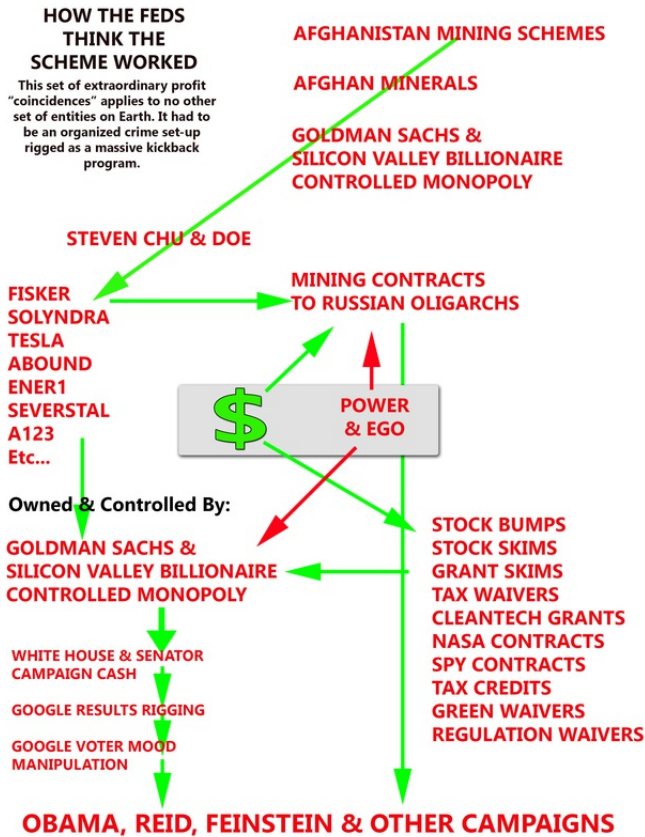 HOW THE FEDS
THINK THE
SCHEME WORKED
This set of extraordinary profit
“coincidences” applies to no other
set of entities on Earth. It had to
be an organized crime set-up
rigged as a massive kickback
program.
AFGHANISTAN MINING SCHEMES
AFGHAN MINERALS
GOLDMAN SACHS &
SILICON VALLEY BILLIONAIRE
CONTROLLED MONOPOLY
STEVEN CHU & DOE
FISKER
SOLYNDRA
TESLA
ABOUND
ENER1
SEVERSTAL
A123
Etc...
MINING CONTRACTS
TO RUSSIAN OLIGARCHS
$
POWER
& EGO
Owned & Controlled By:
GOLDMAN SACHS &
SILICON VALLEY BILLIONAIRE
CONTROLLED MONOPOLY
STOCK BUMPS
STOCK SKIMS
GRANT SKIMS
TAX WAIVERS
CLEANTECH GRANTS
NASA CONTRACTS
SPY CONTRACTS
TAX CREDITS
GREEN WAIVERS
REGULATION WAIVERS
WHITE HOUSE & SENATOR
CAMPAIGN CASH
GOOGLE RESULTS RIGGING
GOOGLE VOTER MOOD
MANIPULATION
OBAMA, REID, FEINSTEIN & OTHER CAMPAIGNS